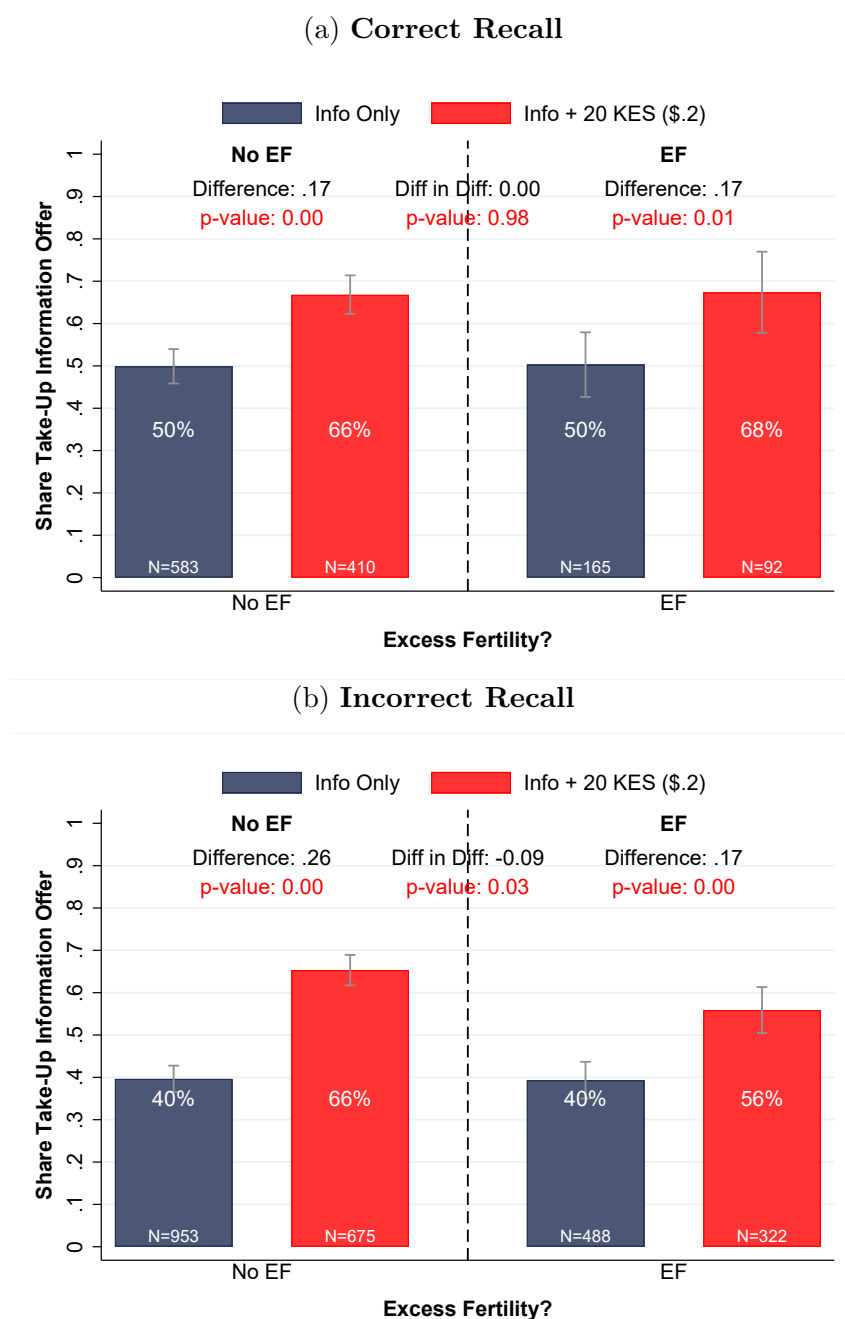 (a) Correct Recall
Info Only Info + 20 KES ($.2)
No EF EF
Difference: .17 Diff in Diff: 0.00 Difference: .17
p-value: 0.00 p-value: 0.98 p-value: 0.01
Share Take-Up Information Offer
1
.9
.8
.7
.6
.5
.4
.3
.2
.1
0
50% 66% 50% 68%
N=583 N=410 N=165 N=92
No EF EF
Excess Fertility?
(b) Incorrect Recall
Info Only Info + 20 KES ($.2)
No EF EF
Difference: .26 Diff in Diff: -0.09 Difference: .17
p-value: 0.00 p-value: 0.03 p-value: 0.00
Share Take-Up Information Offer
1
.9
.8
.7
.6
.5
.4
.3
.2
.1
0
40% 66% 40% 56%
N=953 N=675 N=488 N=322
No EF EF
Excess Fertility?